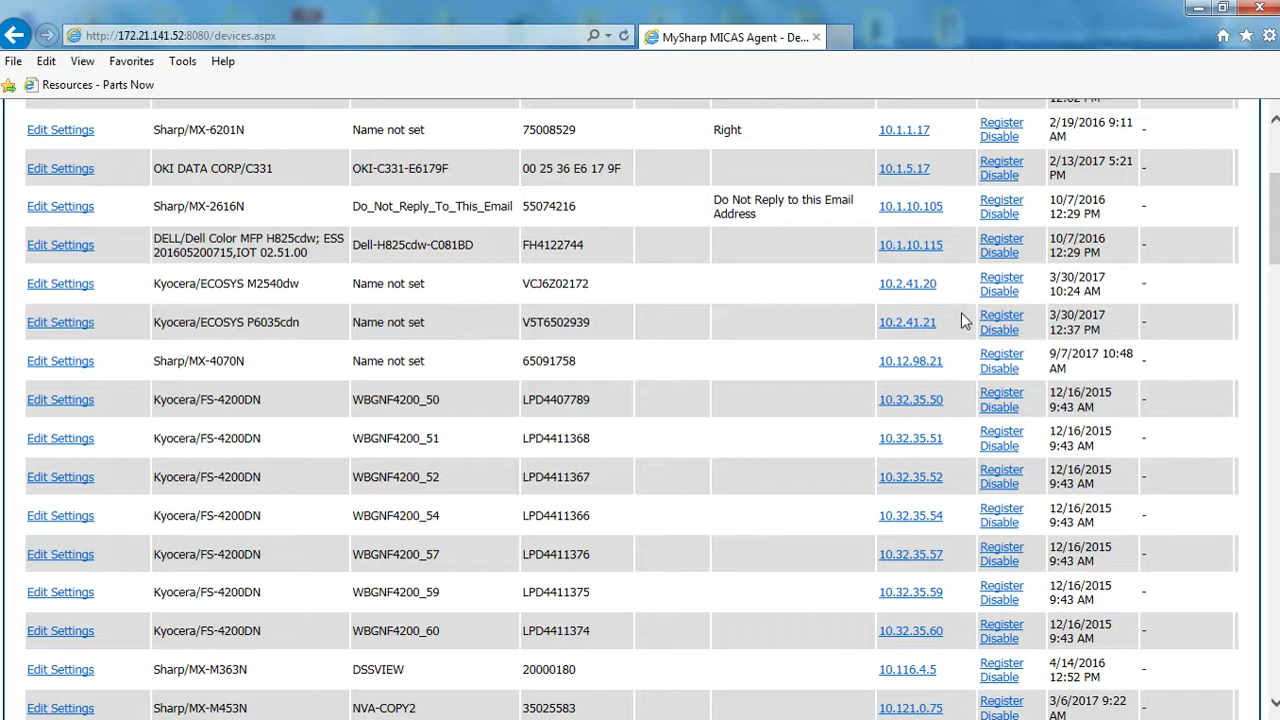 http://172.21.141.52:8080/devices.aspx
MySharp MICAS Agent - De...
File Edit View Favorites Tools Help
Resources - Parts Now
Edit Settings Sharp/MX-6201N Name not set 75008529 Right 10.1.1.17 Register 2/19/2016 9:11 -
Disable AM
Edit Settings OKI DATA CORP/C331 OKI-C331-E6179F 00 25 36 E6 17 9F 10.1.5.17 Register 2/13/2017 5:21 -
Disable PM
Edit Settings Sharp/MX-2616N Do_Not_Reply_To_This_Email 55074216 Do Not Reply to this Email 10.1.10.105 Register 10/7/2016 -
Address Disable 12:29 PM
Edit Settings DELL/Dell Color MFP H825cdw; ESS Dell-H825cdw-C081BD FH4122744 10.1.10.115 Register 10/7/2016 -
201605200715,IOT 02.51.00 Disable 12:29 PM
Edit Settings Kyocera/ECOSYS M2540dw Name not set VCJ6Z02172 10.2.41.20 Register 3/30/2017 -
Disable 10:24 AM
Edit Settings Kyocera/ECOSYS P6035cdn Name not set V5T6502939 10.2.41.21 Register 3/30/2017 -
Disable 12:37 PM
Edit Settings Sharp/MX-4070N Name not set 65091758 10.12.98.21 Register 9/7/2017 10:48 -
Disable AM
Edit Settings Kyocera/FS-4200DN WBGNF4200_50 LPD4407789 10.32.35.50 Register 12/16/2015 -
Disable 9:43 AM
Edit Settings Kyocera/FS-4200DN WBGNF4200_51 LPD4411368 10.32.35.51 Register 12/16/2015 -
Disable 9:43 AM
Edit Settings Kyocera/FS-4200DN WBGNF4200_52 LPD4411367 10.32.35.52 Register 12/16/2015 -
Disable 9:43 AM
Edit Settings Kyocera/FS-4200DN WBGNF4200_54 LPD4411366 10.32.35.54 Register 12/16/2015 -
Disable 9:43 AM
Edit Settings Kyocera/FS-4200DN WBGNF4200_57 LPD4411376 10.32.35.57 Register 12/16/2015 -
Disable 9:43 AM
Edit Settings Kyocera/FS-4200DN WBGNF4200_59 LPD4411375 10.32.35.59 Register 12/16/2015 -
Disable 9:43 AM
Edit Settings Kyocera/FS-4200DN WBGNF4200_60 LPD4411374 10.32.35.60 Register 12/16/2015 -
Disable 9:43 AM
Edit Settings Sharp/MX-M363N DSSVIEW 20000180 10.116.4.5 Register 4/14/2016 -
Disable 12:52 PM
Edit Settings Sharp/MX-M453N NVA-COPY2 35025583 10.121.0.75 Register 3/6/2017 9:22 -
Disable AM